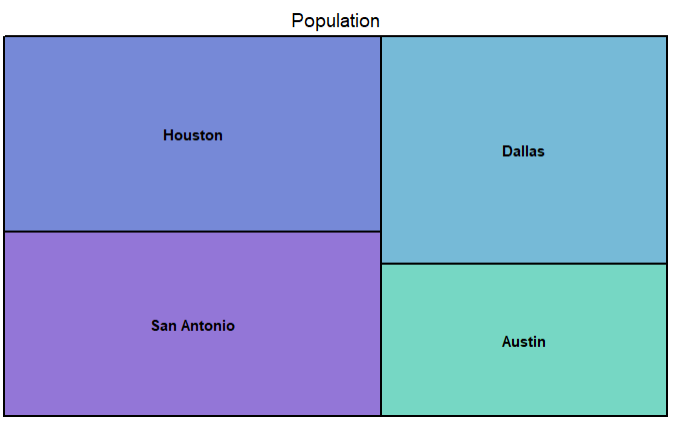 Population
Houston
Dallas
San Antonio
Austin